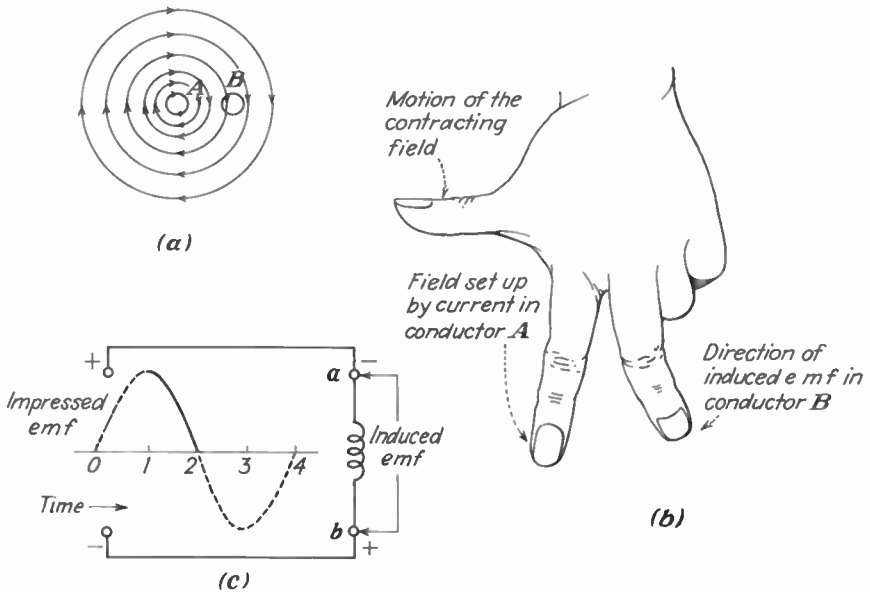 A
B
(a)
Motion of the
contracting
field
Field set up
by current in
conductor A
Direction of
induced e m f in
conductor B
(b)
+
−
a
Impressed
emf
Induced
emf
0 1 2 3 4
Time
b
−
+
(c)